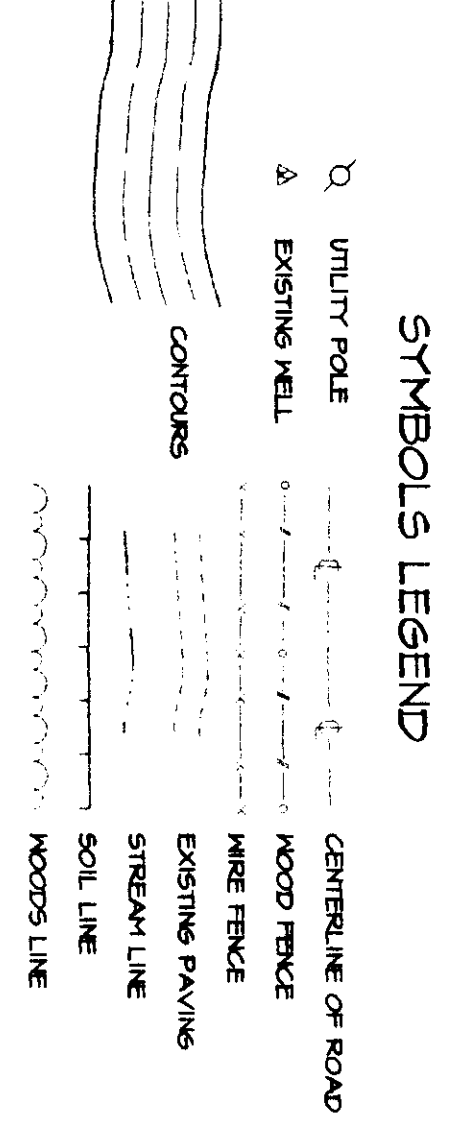 SYMBOLS LEGEND
UTILITY POLE
EXISTING WELL
CONTOURS
CENTERLINE OF ROAD
WOOD FENCE
WIRE FENCE
EXISTING PAVING
STREAM LINE
SOIL LINE
WOODS LINE